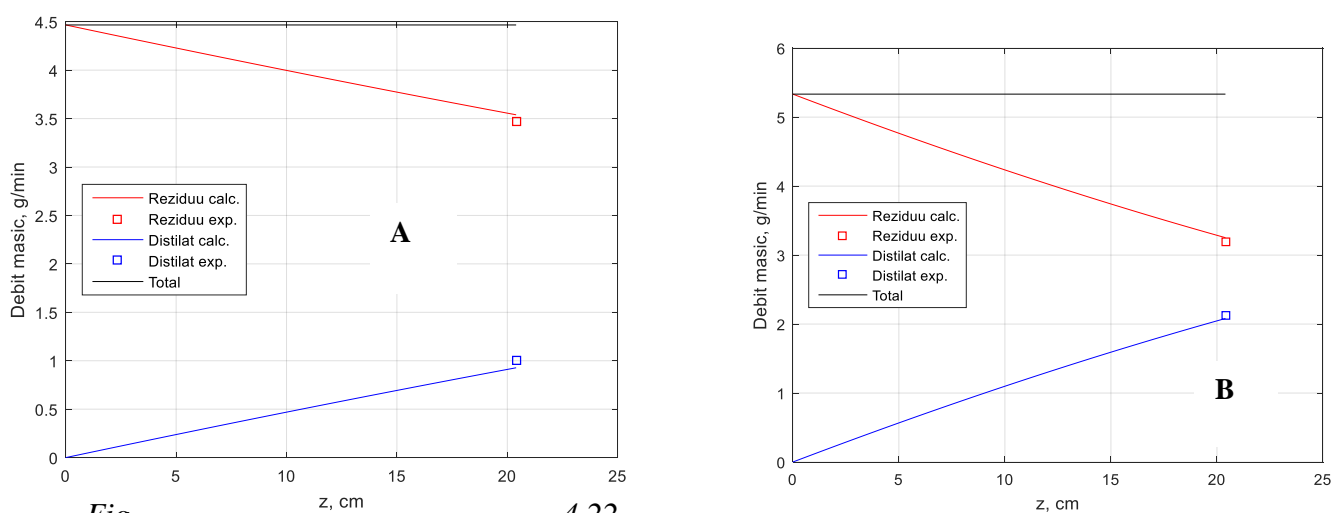 4.5
4
3.5
3
2.5
2
1.5
1
0.5
0
Debit masic, g/min
Reziduu calc.
Reziduu exp.
Distilat calc.
Distilat exp.
Total
A
0 5 10 15 20 25
z, cm
6
5
4
3
2
1
0
Debit masic, g/min
Reziduu calc.
Reziduu exp.
Distilat calc.
Distilat exp.
Total
B
0 5 10 15 20 25
z, cm
Fig 4.22